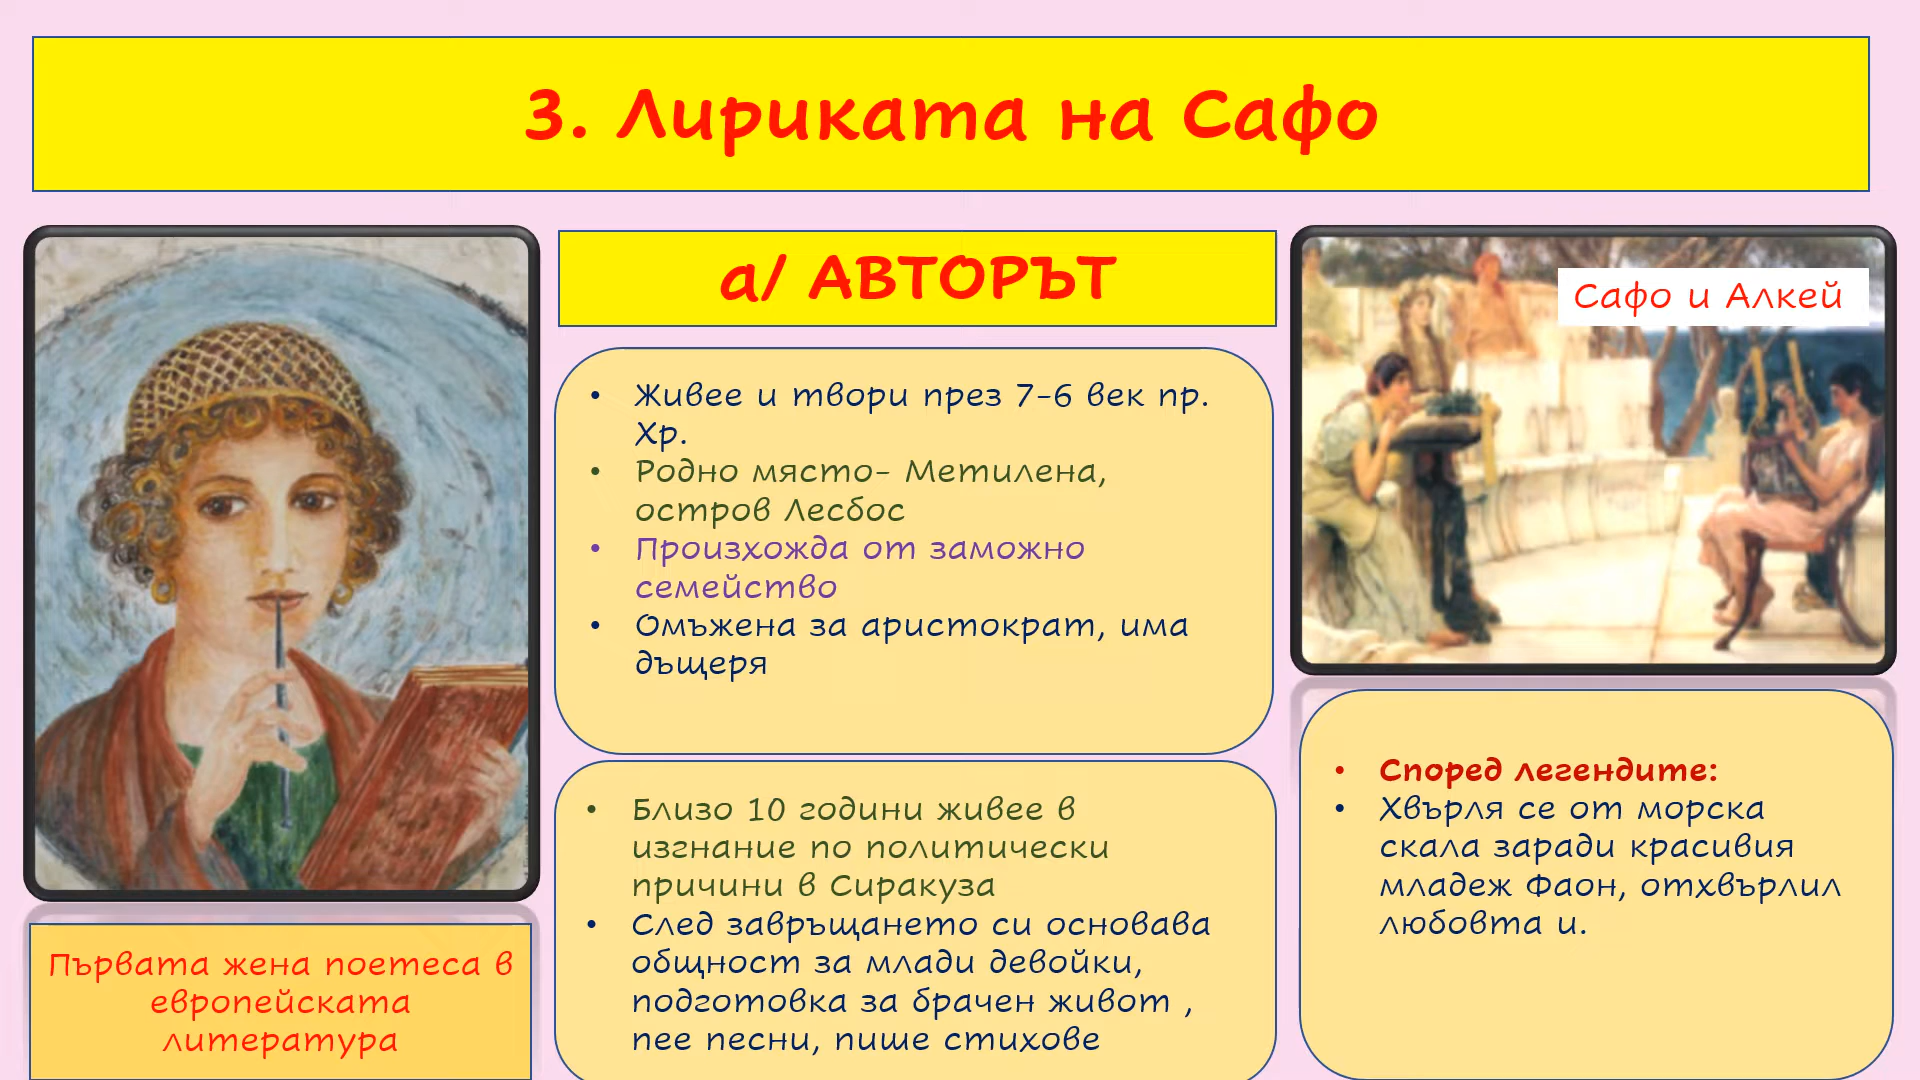 3. Лириката на Сафо
а/ АВТОРЪТ
Сафо и Алкей
• Живее и твори през 7-6 век пр.
Хр.
• Родно място- Метилена,
остров Лесбос
• Произхожда от заможно
семейство
• Омъжена за аристократ, има
дъщеря
• Близо 10 години живее в
изгнание по политически
причини в Сиракуза
• След завръщането си основава
общност за млади девойки,
подготовка за брачен живот ,
пее песни, пише стихове
• Според легендите:
• Хвърля се от морска
скала заради красивия
младеж Фаон, отхвърлил
любовта и.
Първата жена поетеса в
европейската
литература